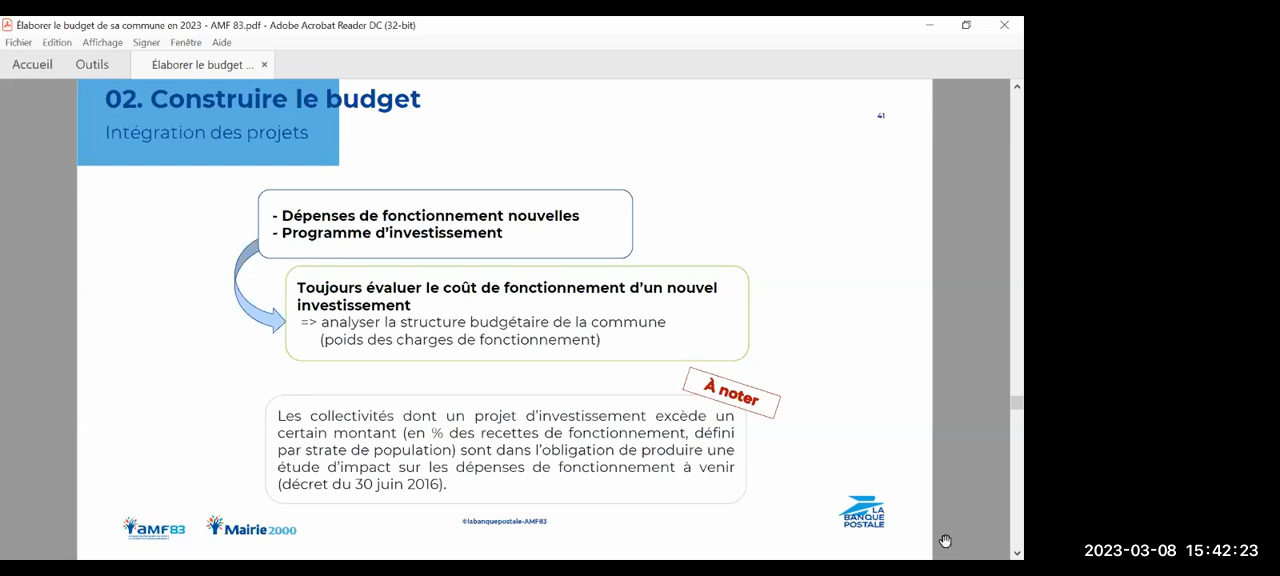 Élaborer le budget de sa commune en 2023 - AMF 83.pdf - Adobe Acrobat Reader DC (32-bit)
Fichier Edition Affichage Signer Fenêtre Aide
Accueil Outils Élaborer le budget ... ×
02. Construire le budget
Intégration des projets
41
- Dépenses de fonctionnement nouvelles
- Programme d'investissement
Toujours évaluer le coût de fonctionnement d'un nouvel
investissement
=> analyser la structure budgétaire de la commune
(poids des charges de fonctionnement)
À noter
Les collectivités dont un projet d'investissement excède un
certain montant (en % des recettes de fonctionnement, défini
par strate de population) sont dans l'obligation de produire une
étude d'impact sur les dépenses de fonctionnement à venir
(décret du 30 juin 2016).
AMF83
Mairie2000
©labanquepostale-AMF83
LA
BANQUE
POSTALE
2023-03-08 15:42:23